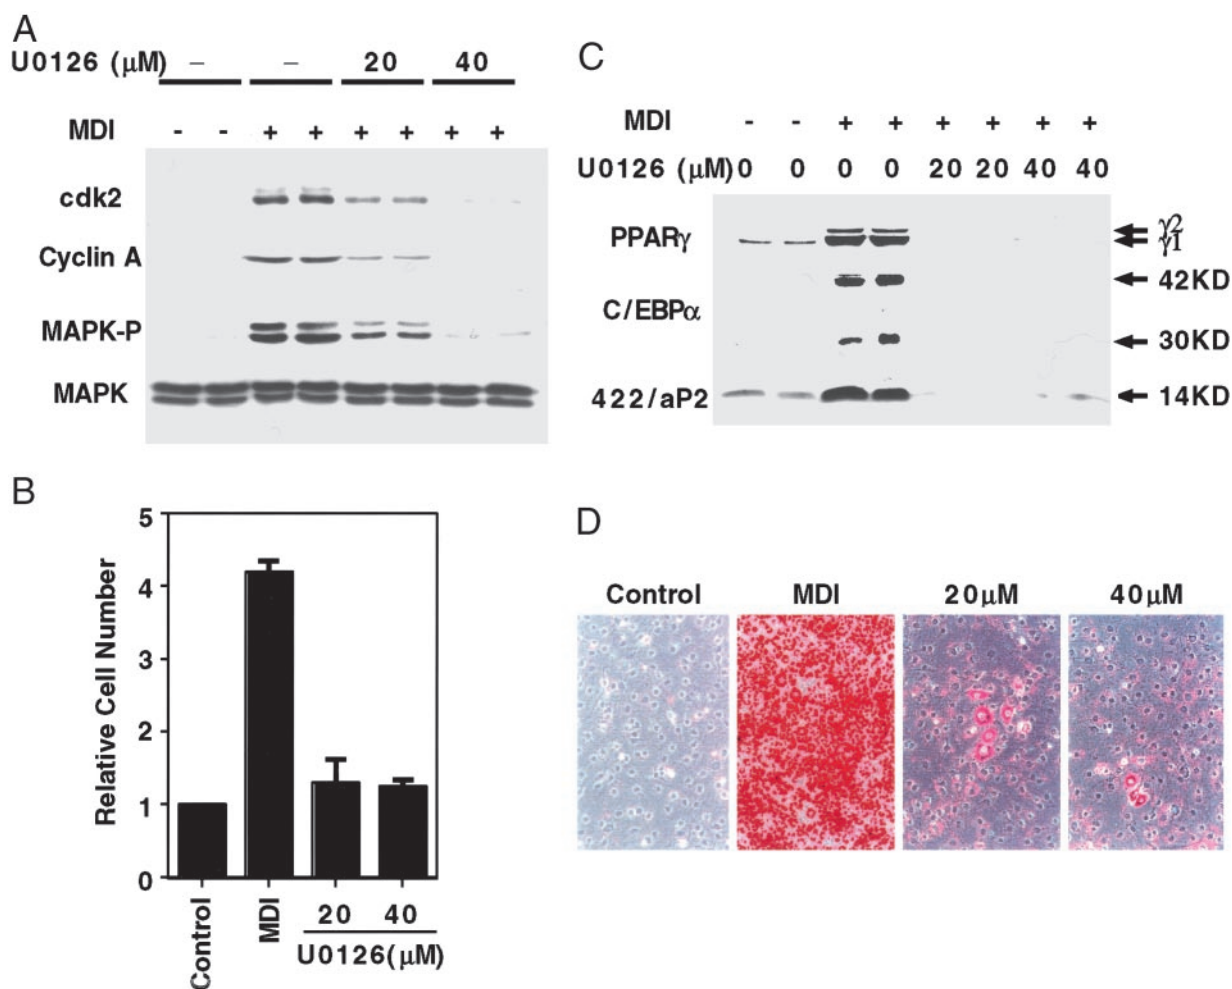 A
U0126 (μM) – – 20 40
MDI - - + + + + + +
cdk2
Cyclin A
MAPK-P
MAPK
B
Relative Cell Number
5
4
3
2
1
0
Control
MDI
20 40
U0126(μM)
C
MDI - - + + + + + +
U0126 (μM) 0 0 0 0 20 20 40 40
PPARγ
γ2
γ1
C/EBPα
42KD
30KD
422/aP2
14KD
D
Control MDI 20μM 40μM